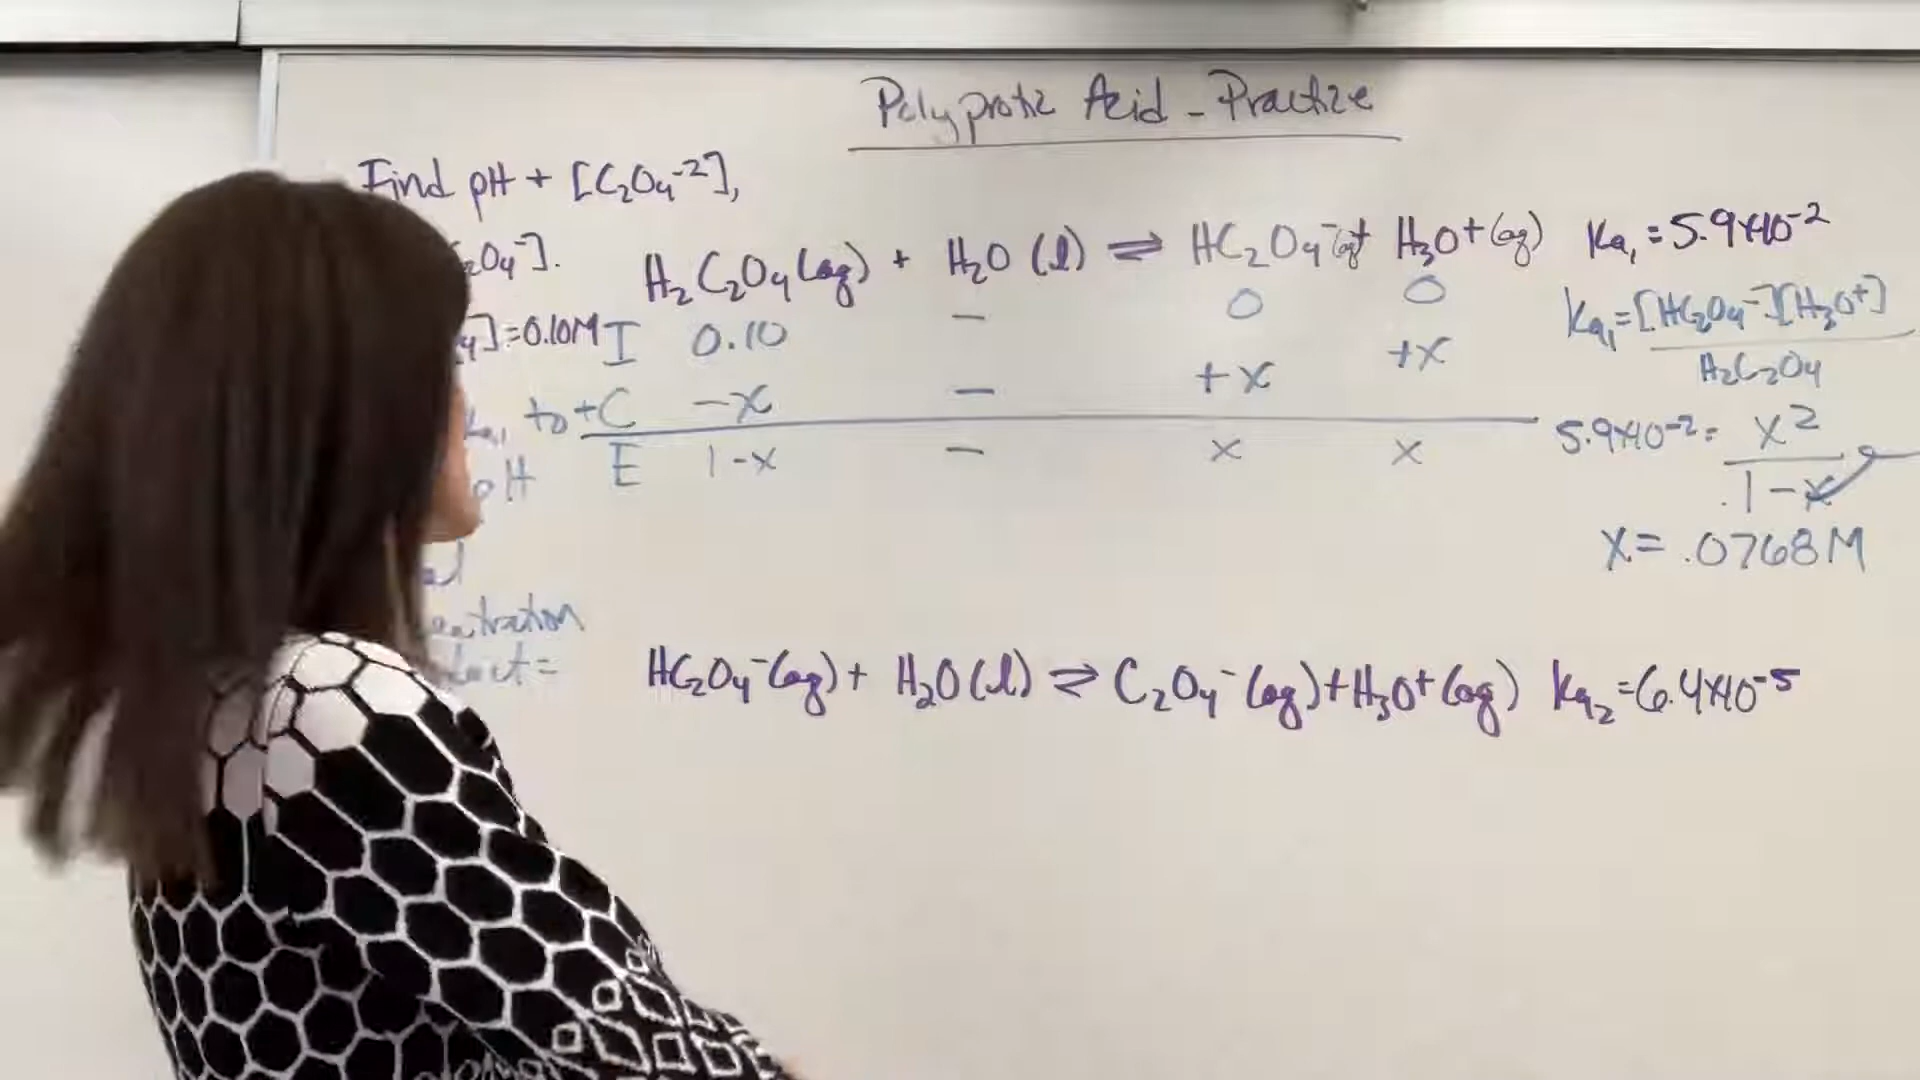 Polyprotic Acid - Practice
Find pH + [C₂O₄⁻²],
₂O₄⁻].
H₂C₂O₄(aq) + H₂O (l) ⇌ HC₂O₄⁻(aq)+ H₃O+(aq) Ka₁=5.9x10⁻²
₄]=0.10M I 0.10 — 0 0
Ka₁=[HC₂O₄⁻][H₃O⁺]
H₂C₂O₄
to + C -x — +x +x
E 1-x — x x
5.9x10⁻²= x²
.1-x
pH
x= .0768M
HC₂O₄⁻(aq)+ H₂O(l) ⇌ C₂O₄⁻(aq)+H₃O+(aq) Ka₂=6.4x10⁻⁵